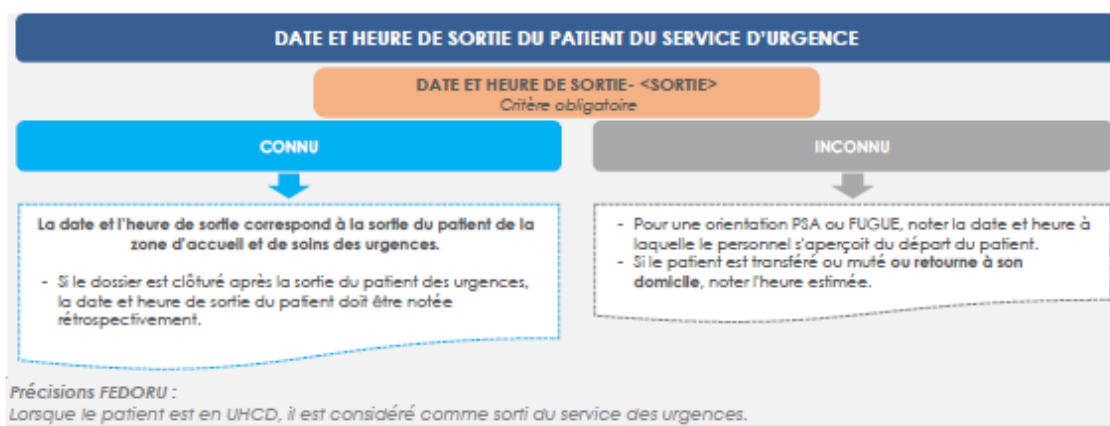 DATE ET HEURE DE SORTIE DU PATIENT DU SERVICE D'URGENCE
DATE ET HEURE DE SORTIE- <SORTIE>
Critère obligatoire
CONNU
La date et l'heure de sortie correspond à la sortie du patient de la
zone d'accueil et de soins des urgences.
- Si le dossier est clôturé après la sortie du patient des urgences,
la date et heure de sortie du patient doit être notée
rétrospectivement.
INCONNU
- Pour une orientation PSA ou FUGUE, noter la date et heure à
laquelle le personnel s'aperçoit du départ du patient.
- Si le patient est transféré ou muté ou retourne à son
domicile, noter l'heure estimée.
Précisions FEDORU :
Lorsque le patient est en UHCD, il est considéré comme sorti du service des urgences.